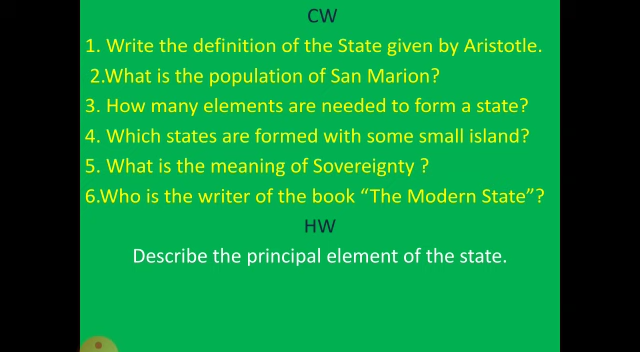 CW
1. Write the definition of the State given by Aristotle.
2.What is the population of San Marion?
3. How many elements are needed to form a state?
4. Which states are formed with some small island?
5. What is the meaning of Sovereignty ?
6.Who is the writer of the book “The Modern State”?
HW
Describe the principal element of the state.